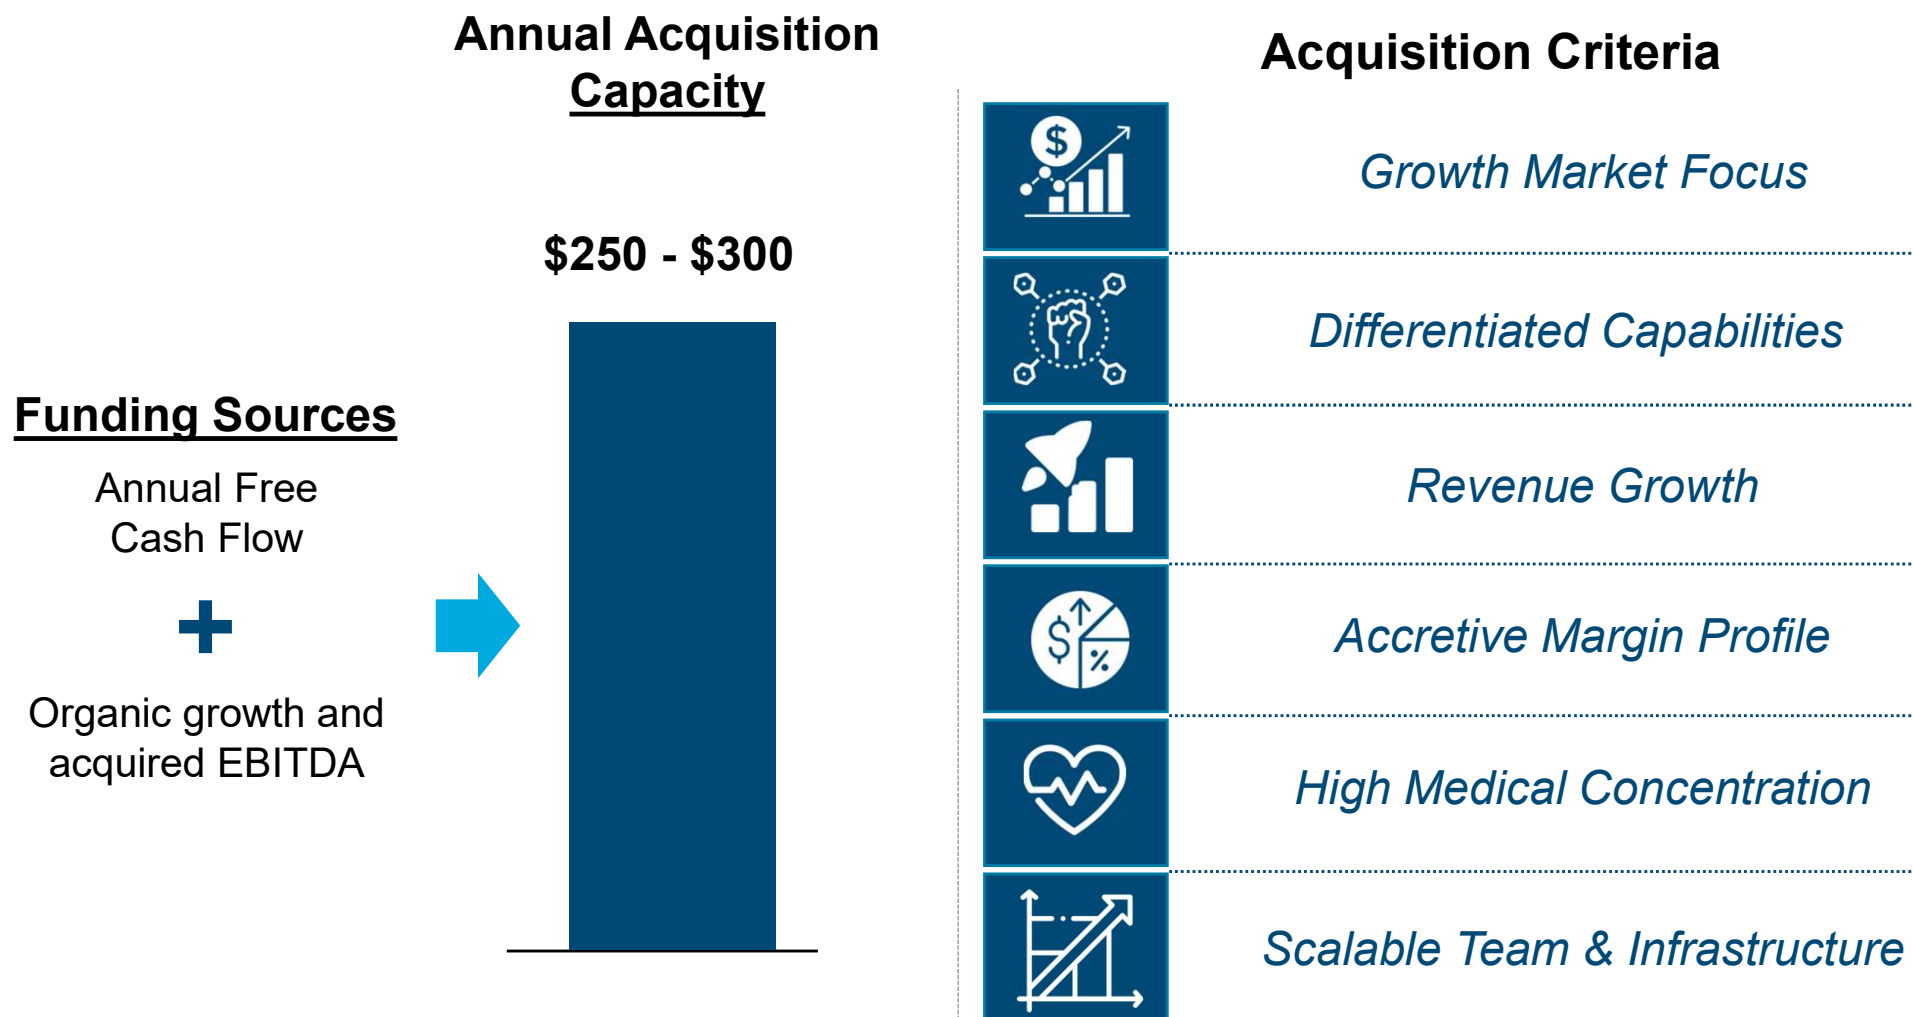 Annual Acquisition
Capacity
$250 - $300
Funding Sources
Annual Free
Cash Flow
+
Organic growth and
acquired EBITDA
Acquisition Criteria
$
Growth Market Focus
Differentiated Capabilities
Revenue Growth
$
%
Accretive Margin Profile
High Medical Concentration
Scalable Team & Infrastructure